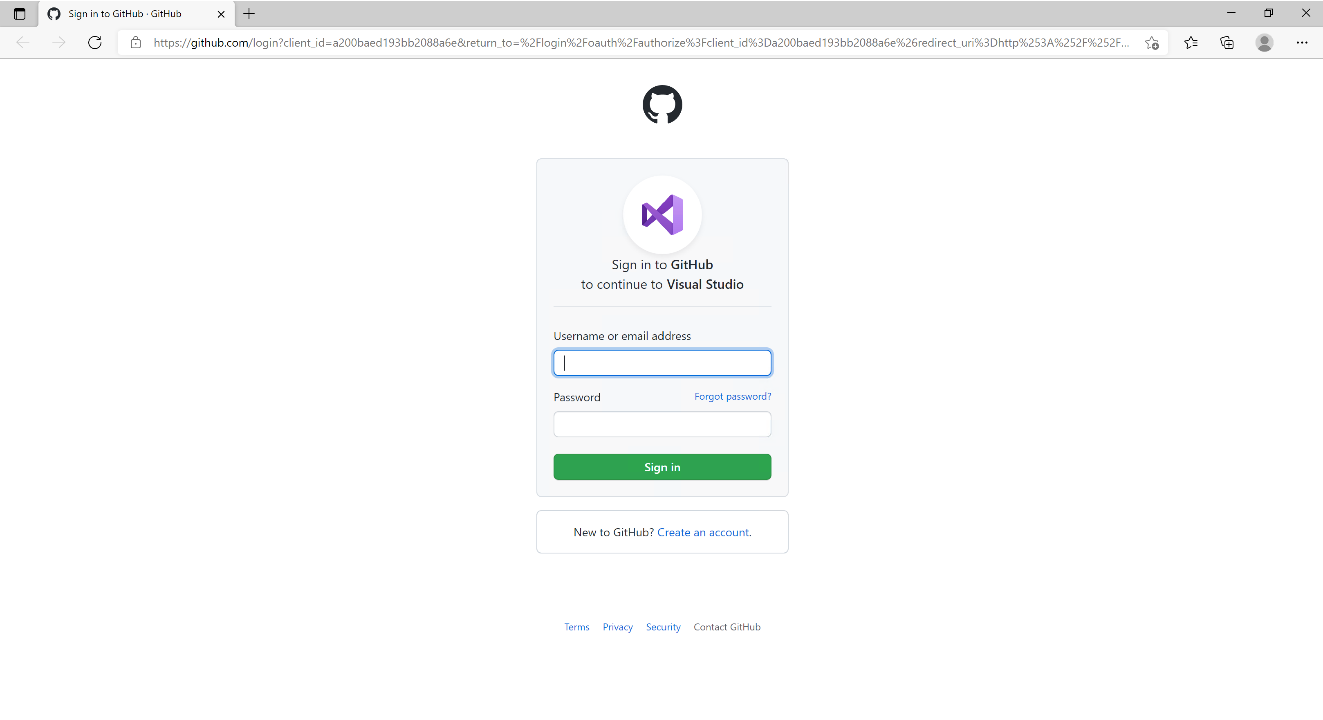 Sign in to GitHub · GitHub
https://github.com/login?client_id=a200baed193bb2088a6e&return_to=%2Flogin%2Foauth%2Fauthorize%3Fclient_id%3Da200baed193bb2088a6e%26redirect_uri%3Dhttp%253A%252F%252F...
Sign in to GitHub
to continue to Visual Studio
Username or email address
Password Forgot password?
Sign in
New to GitHub? Create an account.
Terms Privacy Security Contact GitHub